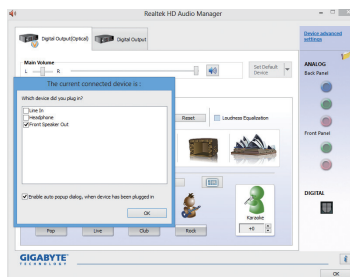 Realtek HD Audio Manager
Digital Output(Optical)
Digital Output
Device advanced settings
Main Volume
L
R
Set Default Device
ANALOG
Back Panel
The current connected device is :
Which device did you plug in?
Line In
Headphone
Front Speaker Out
Reset
Loudness Equalization
Front Panel
DIGITAL
Enable auto popup dialog, when device has been plugged in
OK
Karaoke
+0
Pop
Live
Club
Rock
GIGABYTE
TECHNOLOGY
OK